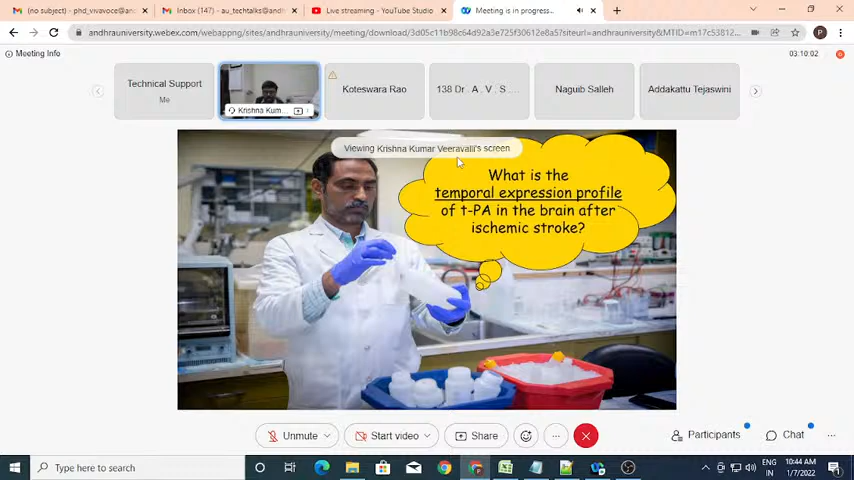 (no subject) - phd_vivavoce@an
Inbox (147) - au_techtalks@andh
Live streaming - YouTube Studio
Meeting is in progress...
andhrauniversity.webex.com/webappng/sites/andhrauniversity/meeting/download/3d05c11b98c64d92a3e725f30612e8a5?siteurl=andhrauniversity&MTID=m17c53812...
Meeting Info
03:10:02
Technical Support
Me
Krishna Kum...
Koteswara Rao
138 Dr . A . V . S . ...
Naguib Salleh
Addakattu Tejaswini
Viewing Krishna Kumar Veeravalli's screen
What is the
temporal expression profile
of t-PA in the brain after
ischemic stroke?
Unmute
Start video
Share
Participants
Chat
Type here to search
ENG
IN
10:44 AM
1/7/2022